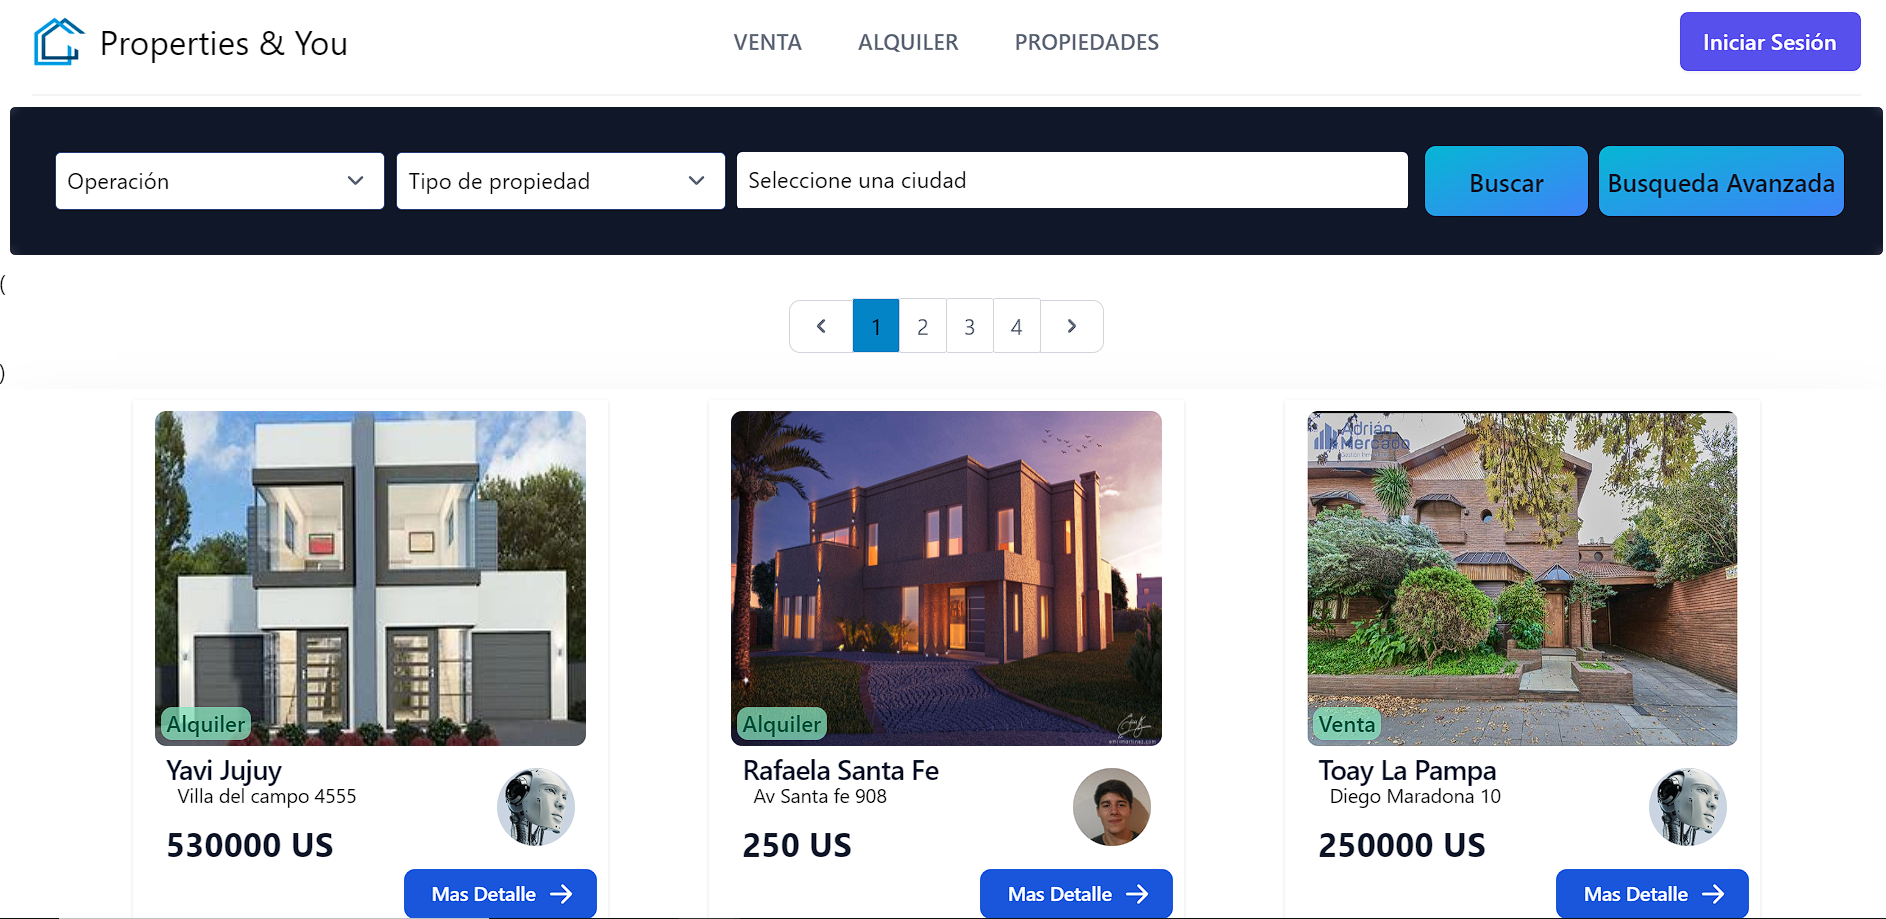 Properties & You
VENTA
ALQUILER
PROPIEDADES
Iniciar Sesión
Operación
Tipo de propiedad
Seleccione una ciudad
Buscar
Busqueda Avanzada
(
1
2
3
4
)
Adrián
Mercado
Alquiler
Alquiler
Venta
Yavi Jujuy
Villa del campo 4555
530000 US
Mas Detalle
Rafaela Santa Fe
Av Santa fe 908
250 US
Mas Detalle
Toay La Pampa
Diego Maradona 10
250000 US
Mas Detalle